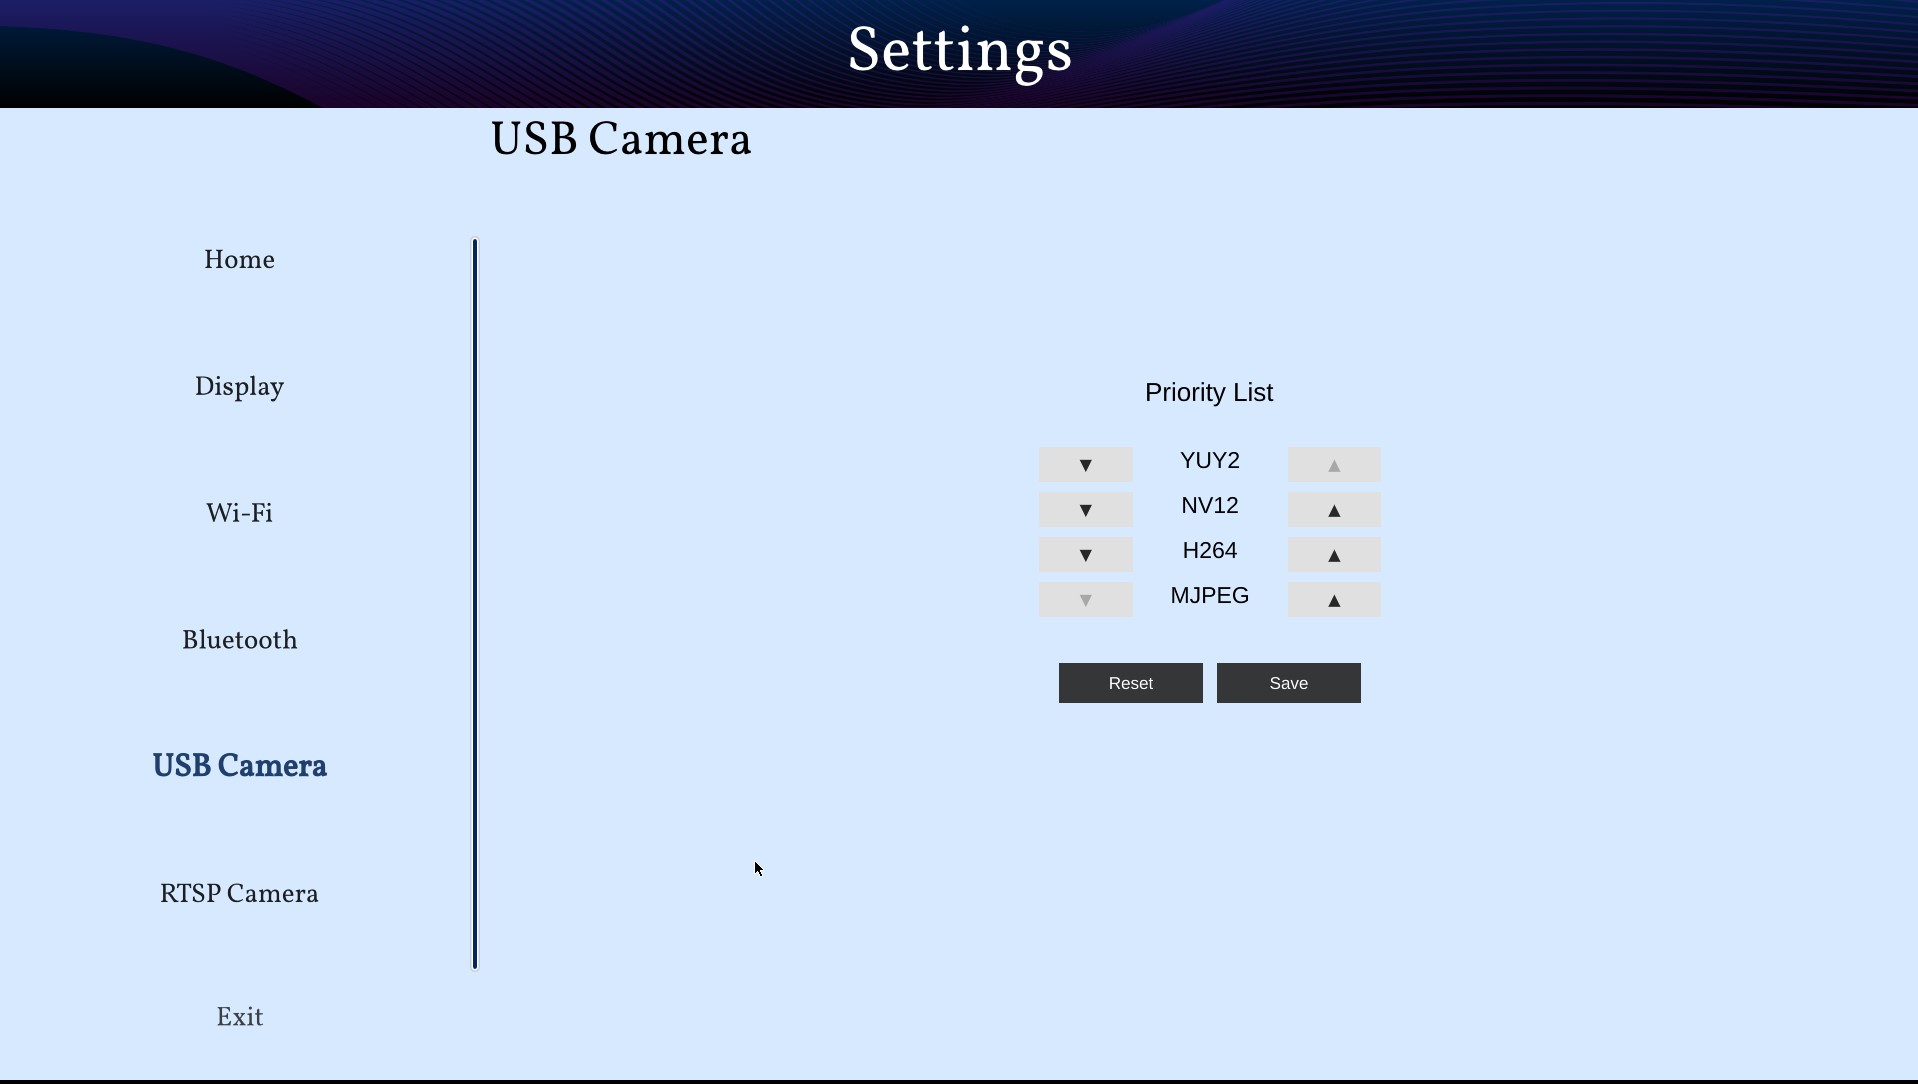 Settings
USB Camera
Home
Display
Wi-Fi
Bluetooth
USB Camera
RTSP Camera
Exit
Priority List
▼ YUY2 ▲
▼ NV12 ▲
▼ H264 ▲
▼ MJPEG ▲
Reset Save